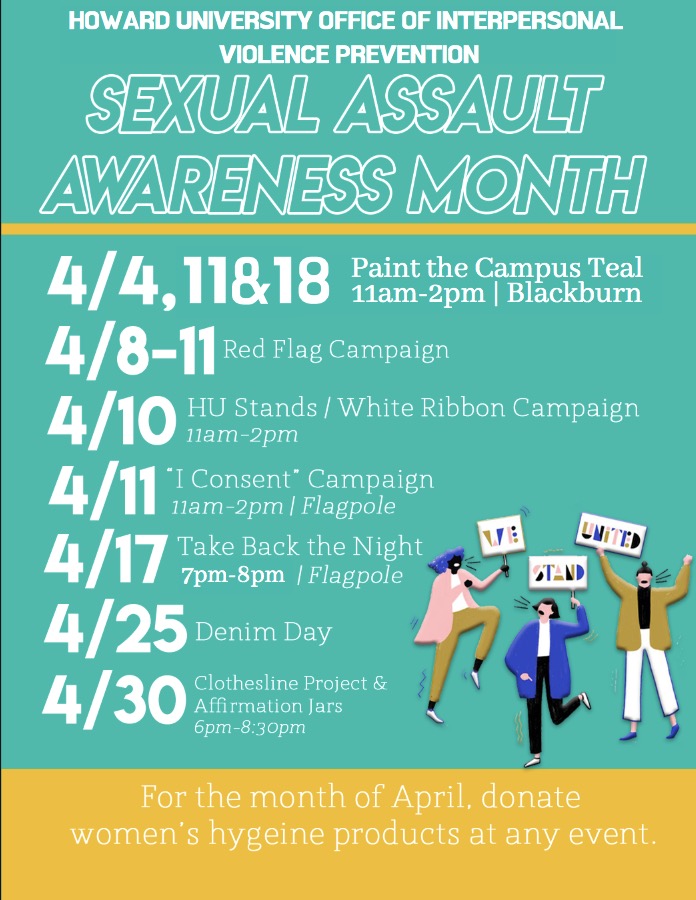 HOWARD UNIVERSITY OFFICE OF INTERPERSONAL
VIOLENCE PREVENTION
SEXUAL ASSAULT
AWARENESS MONTH
4/4, 11&18 Paint the Campus Teal
11am-2pm | Blackburn
4/8-11 Red Flag Campaign
4/10 HU Stands / White Ribbon Campaign
11am-2pm
4/11 "I Consent" Campaign
11am-2pm | Flagpole
4/17 Take Back the Night
7pm-8pm | Flagpole
4/25 Denim Day
4/30 Clothesline Project &
Affirmation Jars
6pm-8:30pm
WE
STAND
UNITED
For the month of April, donate
women's hygeine products at any event.